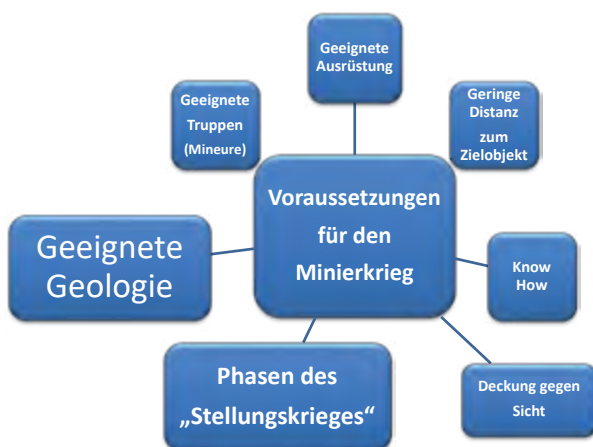 Geeignete
Ausrüstung
Geeignete
Truppen
(Mineure)
Geringe
Distanz
zum
Zielobjekt
Voraussetzungen
für den
Minierkrieg
Geeignete
Geologie
Know
How
Phasen des
„Stellungskrieges“
Deckung gegen
Sicht